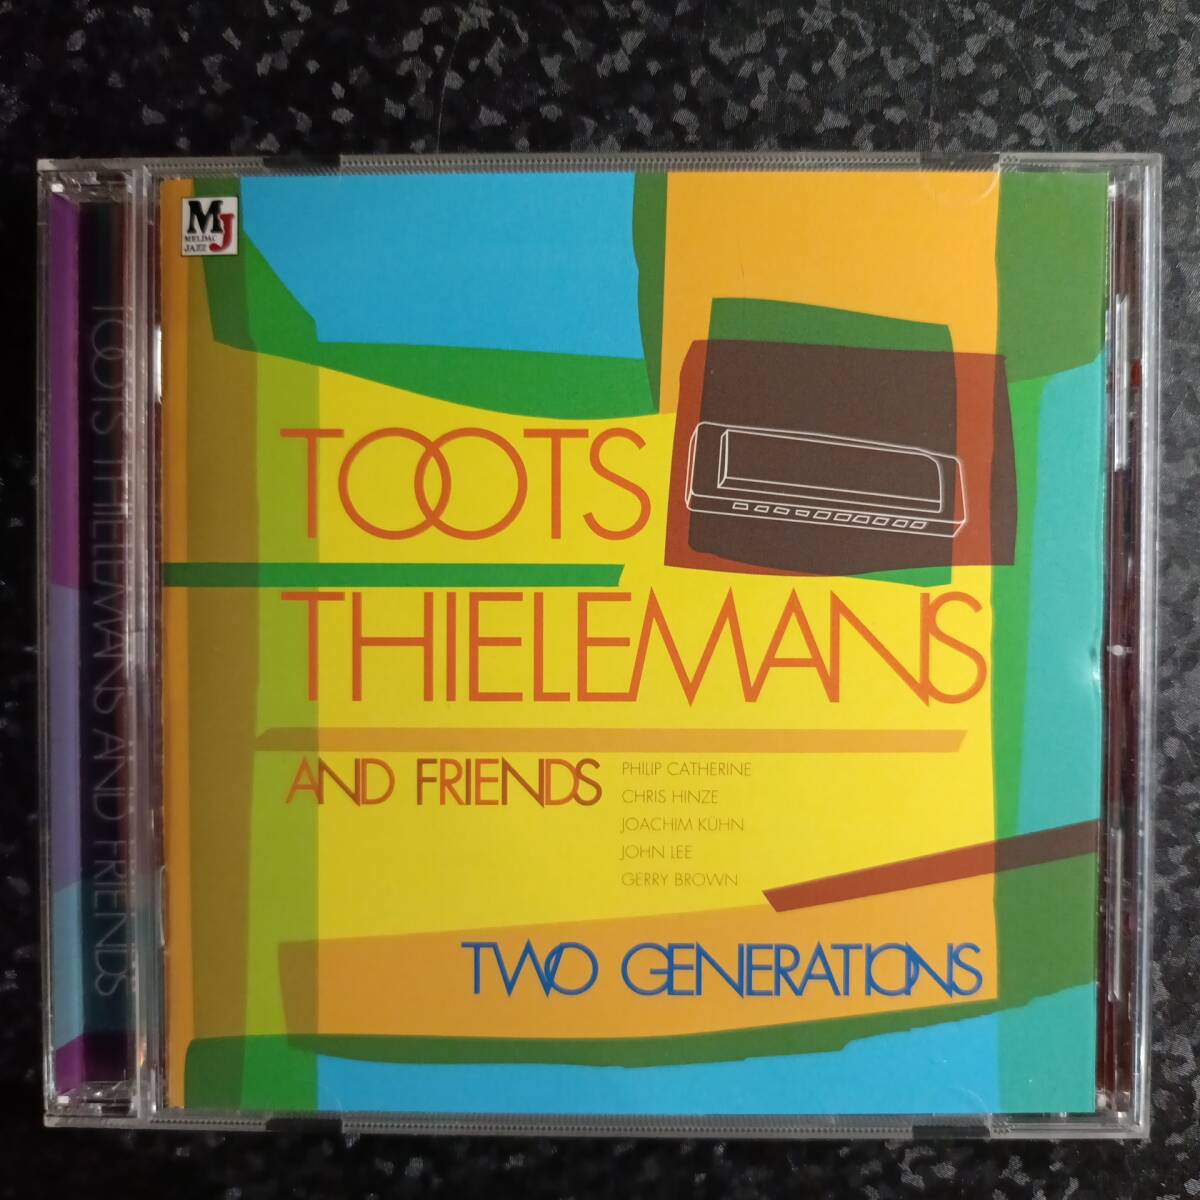 MJ
MELDAC
JAZZ
TOOTS THIELEMANS AND FRIENDS
TOOTS
THIELEMANS
AND FRIENDS
PHILIP CATHERINE
CHRIS HINZE
JOACHIM KÜHN
JOHN LEE
GERRY BROWN
TWO GENERATIONS